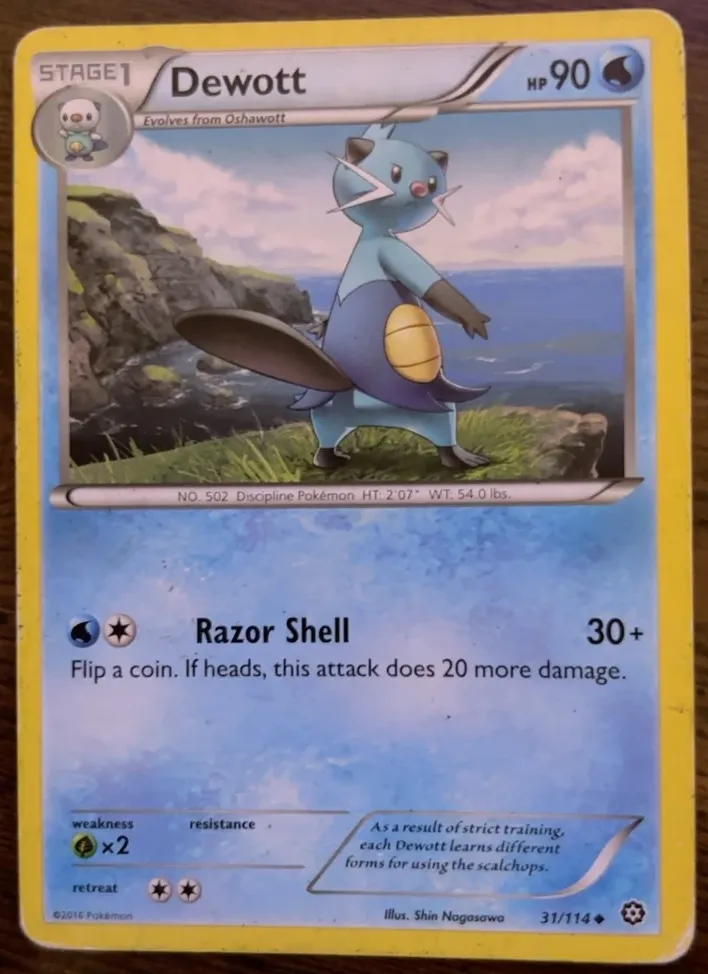 STAGE1
Dewott
HP 90
Evolves from Oshawott
NO. 502 Discipline Pokémon HT: 2'07" WT: 54.0 lbs.
Razor Shell 30+
Flip a coin. If heads, this attack does 20 more damage.
weakness resistance
×2
As a result of strict training,
each Dewott learns different
forms for using the scalchops.
retreat
©2016 Pokémon
Illus. Shin Nagasawa
31/114